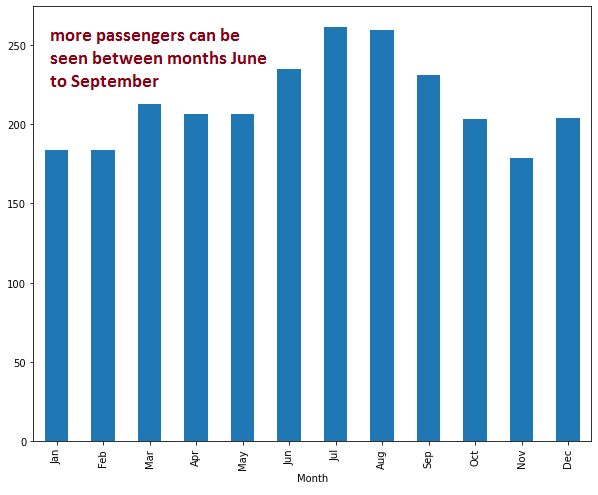 more passengers can be
seen between months June
to September
250
200
150
100
50
0
Jan
Feb
Mar
Apr
May
Jun
Jul
Aug
Sep
Oct
Nov
Dec
Month